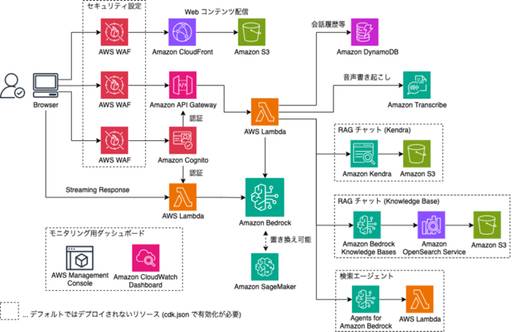 セキュリティ設定
Web コンテンツ配信
会話履歴等
AWS WAF
Amazon CloudFront
Amazon S3
Amazon DynamoDB
音声書き起こし
Browser
AWS WAF
Amazon API Gateway
AWS Lambda
Amazon Transcribe
認証
RAG チャット (Kendra)
AWS WAF
Amazon Cognito
Amazon Kendra
Amazon S3
認証
Streaming Response
AWS Lambda
Amazon Bedrock
RAG チャット (Knowledge Base)
Amazon Bedrock
Knowledge Bases
Amazon
OpenSearch Service
Amazon S3
モニタリング用ダッシュボード
AWS Management
Console
Amazon CloudWatch
Dashboard
置き換え可能
Amazon SageMaker
検索エージェント
Agents for
Amazon Bedrock
AWS Lambda
... デフォルトではデプロイされないリソース (cdk.json で有効化が必要)